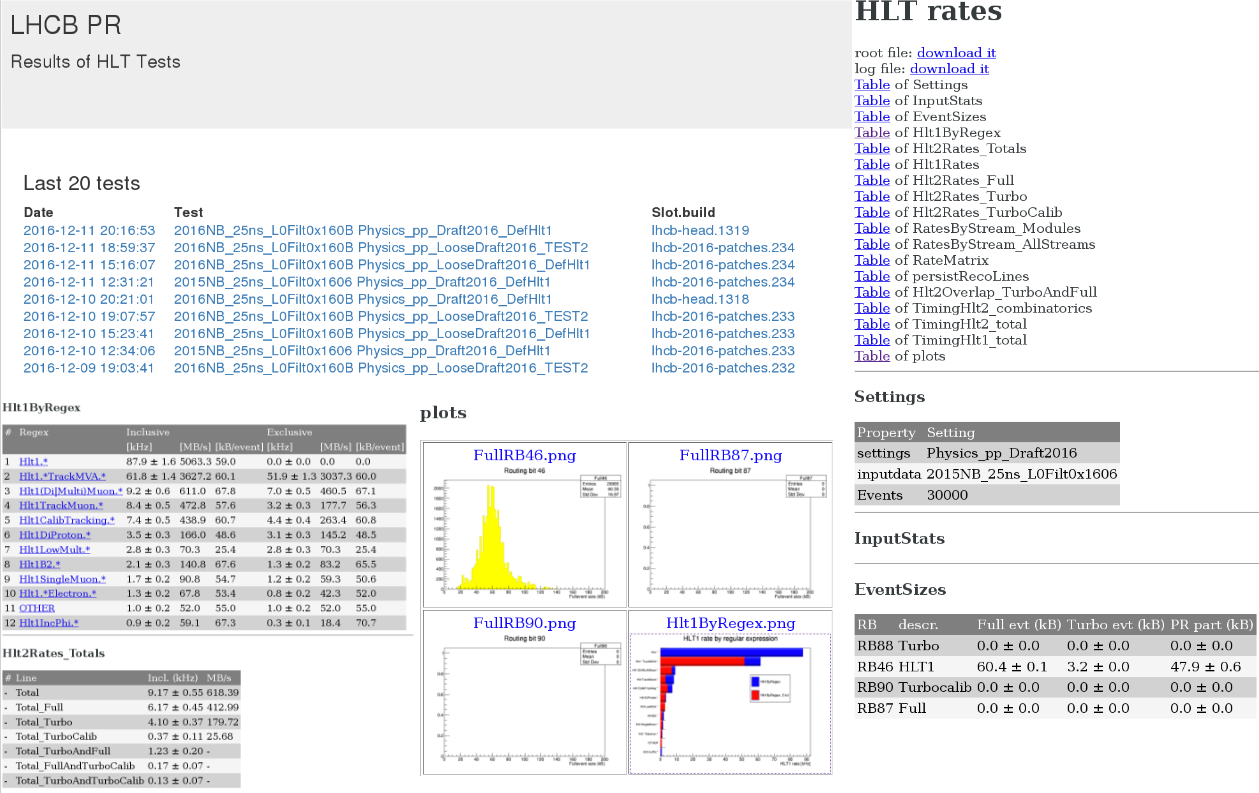 LHCB PR
Results of HLT Tests
Last 20 tests
Date Test Slot.build
2016-12-11 20:16:53 2016NB_25ns_L0Filt0x160B Physics_pp_Draft2016_DefHlt1 lhcb-head.1319
2016-12-11 18:59:37 2016NB_25ns_L0Filt0x160B Physics_pp_LooseDraft2016_TEST2 lhcb-2016-patches.234
2016-12-11 15:16:07 2016NB_25ns_L0Filt0x160B Physics_pp_LooseDraft2016_DefHlt1 lhcb-2016-patches.234
2016-12-11 12:31:21 2015NB_25ns_L0Filt0x1606 Physics_pp_Draft2016_DefHlt1 lhcb-2016-patches.234
2016-12-10 20:21:01 2016NB_25ns_L0Filt0x160B Physics_pp_Draft2016_DefHlt1 lhcb-head.1318
2016-12-10 19:07:57 2016NB_25ns_L0Filt0x160B Physics_pp_LooseDraft2016_TEST2 lhcb-2016-patches.233
2016-12-10 15:23:41 2016NB_25ns_L0Filt0x160B Physics_pp_LooseDraft2016_DefHlt1 lhcb-2016-patches.233
2016-12-10 12:34:06 2015NB_25ns_L0Filt0x1606 Physics_pp_Draft2016_DefHlt1 lhcb-2016-patches.233
2016-12-09 19:03:41 2016NB_25ns_L0Filt0x160B Physics_pp_LooseDraft2016_TEST2 lhcb-2016-patches.232
Hlt1ByRegex
# Regex Inclusive Exclusive
[kHz] [MB/s] [kB/event] [kHz] [MB/s] [kB/event]
1 Hlt1.* 87.9 ± 1.6 5063.3 59.0 0.0 ± 0.0 0.0 0.0
2 Hlt1.*TrackMVA.* 61.8 ± 1.4 3627.2 60.1 51.9 ± 1.3 3037.3 60.0
3 Hlt1(Di|Multi)Muon.* 9.2 ± 0.6 611.0 67.8 7.0 ± 0.5 460.5 67.1
4 Hlt1TrackMuon.* 8.4 ± 0.5 472.8 57.6 3.2 ± 0.3 177.7 56.3
5 Hlt1CalibTracking.* 7.4 ± 0.5 438.9 60.7 4.4 ± 0.4 263.4 60.8
6 Hlt1DiProton.* 3.5 ± 0.3 166.0 48.6 3.1 ± 0.3 145.2 48.5
7 Hlt1LowMult.* 2.8 ± 0.3 70.3 25.4 2.8 ± 0.3 70.3 25.4
8 Hlt1B2.* 2.1 ± 0.3 140.8 67.6 1.3 ± 0.2 83.2 65.5
9 Hlt1SingleMuon.* 1.7 ± 0.2 90.8 54.7 1.2 ± 0.2 59.3 50.6
10 Hlt1.*Electron.* 1.3 ± 0.2 67.8 53.4 0.8 ± 0.2 42.3 52.0
11 OTHER 1.0 ± 0.2 52.0 55.0 1.0 ± 0.2 52.0 55.0
12 Hlt1IncPhi.* 0.9 ± 0.2 59.1 67.3 0.3 ± 0.1 18.4 70.7
Hlt2Rates_Totals
# Line Incl. (kHz) MB/s
- Total 9.17 ± 0.55 618.39
- Total_Full 6.17 ± 0.45 412.99
- Total_Turbo 4.10 ± 0.37 179.72
- Total_TurboCalib 0.37 ± 0.11 25.68
- Total_TurboAndFull 1.23 ± 0.20 -
- Total_FullAndTurboCalib 0.17 ± 0.07 -
- Total_TurboAndTurboCalib 0.13 ± 0.07 -
plots
FullRB46.png
Routing bit 46
FullRB87.png
Routing bit 87
FullRB90.png
Routing bit 90
Hlt1ByRegex.png
HLT1 rate by regular expression
HLT rates
root file: download it
log file: download it
Table of Settings
Table of InputStats
Table of EventSizes
Table of Hlt1ByRegex
Table of Hlt2Rates_Totals
Table of Hlt1Rates
Table of Hlt2Rates_Full
Table of Hlt2Rates_Turbo
Table of Hlt2Rates_TurboCalib
Table of RatesByStream_Modules
Table of RatesByStream_AllStreams
Table of RateMatrix
Table of persistRecoLines
Table of Hlt2Overlap_TurboAndFull
Table of TimingHlt2_combinatorics
Table of TimingHlt2_total
Table of TimingHlt1_total
Table of plots
Settings
Property Setting
settings Physics_pp_Draft2016
inputdata 2015NB_25ns_L0Filt0x1606
Events 30000
InputStats
EventSizes
RB descr. Full evt (kB) Turbo evt (kB) PR part (kB)
RB88 Turbo 0.0 ± 0.0 0.0 ± 0.0 0.0 ± 0.0
RB46 HLT1 60.4 ± 0.1 3.2 ± 0.0 47.9 ± 0.6
RB90 Turbocalib 0.0 ± 0.0 0.0 ± 0.0 0.0 ± 0.0
RB87 Full 0.0 ± 0.0 0.0 ± 0.0 0.0 ± 0.0